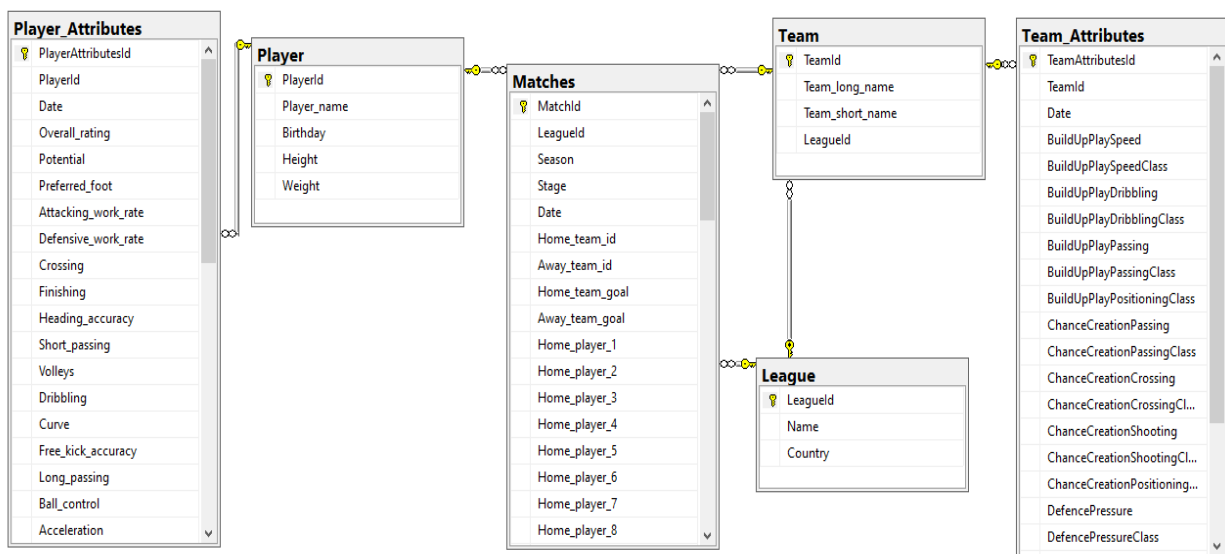 Player_Attributes
PlayerAttributesId
PlayerId
Date
Overall_rating
Potential
Preferred_foot
Attacking_work_rate
Defensive_work_rate
Crossing
Finishing
Heading_accuracy
Short_passing
Volleys
Dribbling
Curve
Free_kick_accuracy
Long_passing
Ball_control
Acceleration
Player
PlayerId
Player_name
Birthday
Height
Weight
Matches
MatchId
LeagueId
Season
Stage
Date
Home_team_id
Away_team_id
Home_team_goal
Away_team_goal
Home_player_1
Home_player_2
Home_player_3
Home_player_4
Home_player_5
Home_player_6
Home_player_7
Home_player_8
Team
TeamId
Team_long_name
Team_short_name
LeagueId
League
LeagueId
Name
Country
Team_Attributes
TeamAttributesId
TeamId
Date
BuildUpPlaySpeed
BuildUpPlaySpeedClass
BuildUpPlayDribbling
BuildUpPlayDribblingClass
BuildUpPlayPassing
BuildUpPlayPassingClass
BuildUpPlayPositioningClass
ChanceCreationPassing
ChanceCreationPassingClass
ChanceCreationCrossing
ChanceCreationCrossingCl...
ChanceCreationShooting
ChanceCreationShootingCl...
ChanceCreationPositioning...
DefencePressure
DefencePressureClass